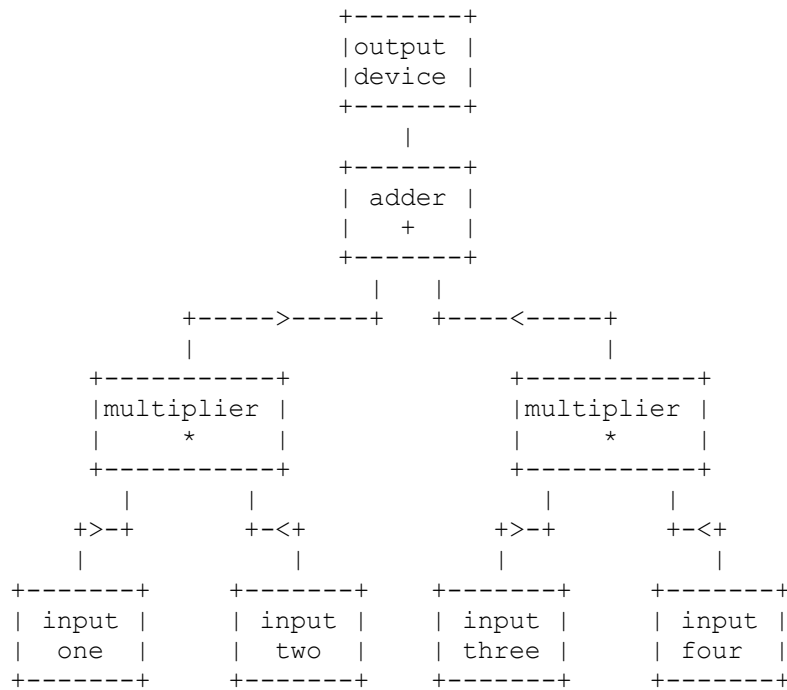 output
device
adder
+
multiplier
*
multiplier
*
input
one
input
two
input
three
input
four